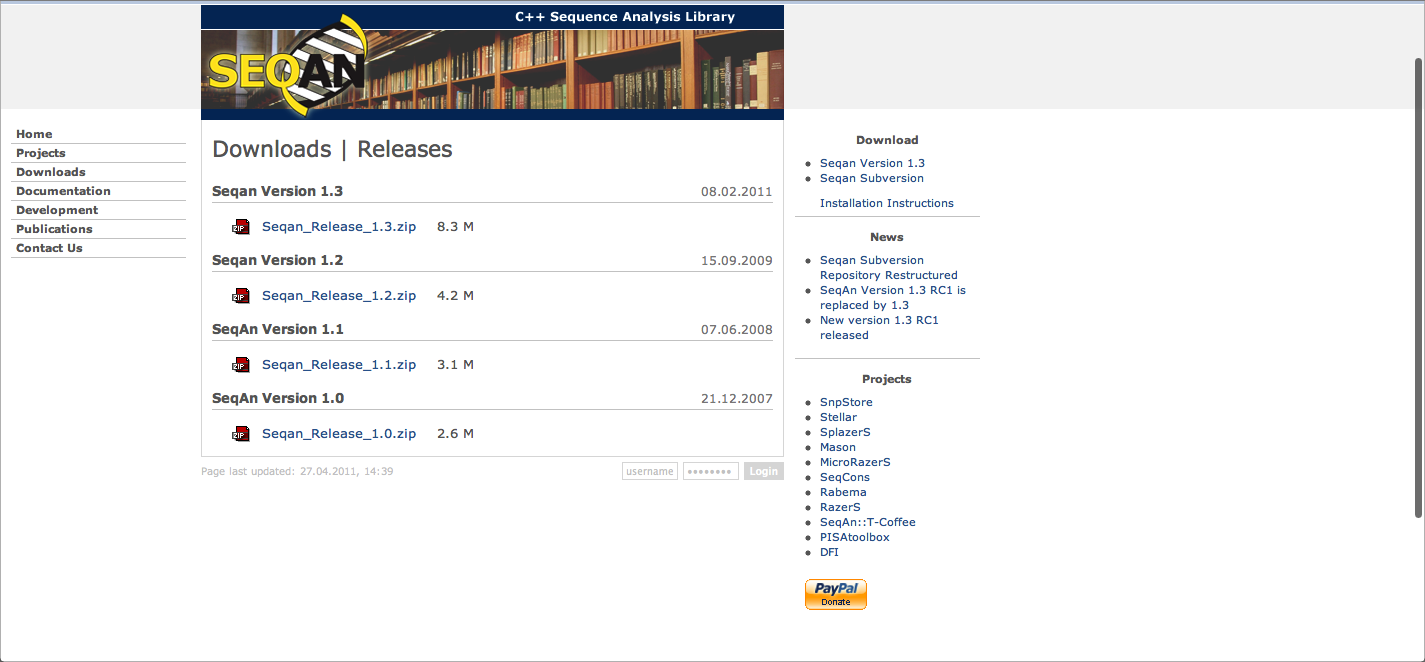 C++ Sequence Analysis Library
SEQAN
Home
Projects
Downloads
Documentation
Development
Publications
Contact Us
Downloads | Releases
Seqan Version 1.3 08.02.2011
ZIP Seqan_Release_1.3.zip 8.3 M
Seqan Version 1.2 15.09.2009
ZIP Seqan_Release_1.2.zip 4.2 M
SeqAn Version 1.1 07.06.2008
ZIP Seqan_Release_1.1.zip 3.1 M
SeqAn Version 1.0 21.12.2007
ZIP Seqan_Release_1.0.zip 2.6 M
Page last updated: 27.04.2011, 14:39 username •••••••• Login
Download
Seqan Version 1.3
Seqan Subversion
Installation Instructions
News
Seqan Subversion
Repository Restructured
SeqAn Version 1.3 RC1 is
replaced by 1.3
New version 1.3 RC1
released
Projects
SnpStore
Stellar
SplazerS
Mason
MicroRazerS
SeqCons
Rabema
RazerS
SeqAn::T-Coffee
PISAtoolbox
DFI
PayPal
Donate